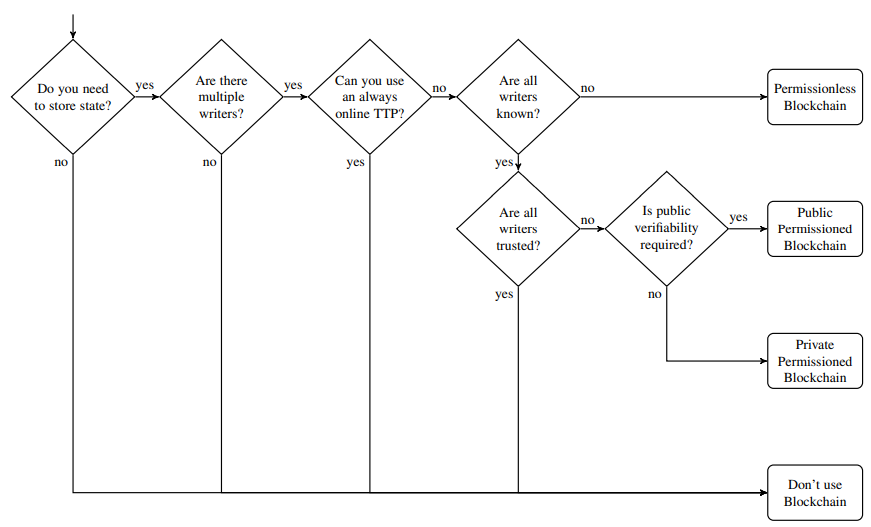 Do you need
to store state?
yes
no
Are there
multiple
writers?
yes
no
Can you use
an always
online TTP?
no
yes
Are all
writers
known?
no
yes
Permissionless
Blockchain
Are all
writers
trusted?
no
yes
Is public
verifiability
required?
yes
no
Public
Permissioned
Blockchain
Private
Permissioned
Blockchain
Don't use
Blockchain